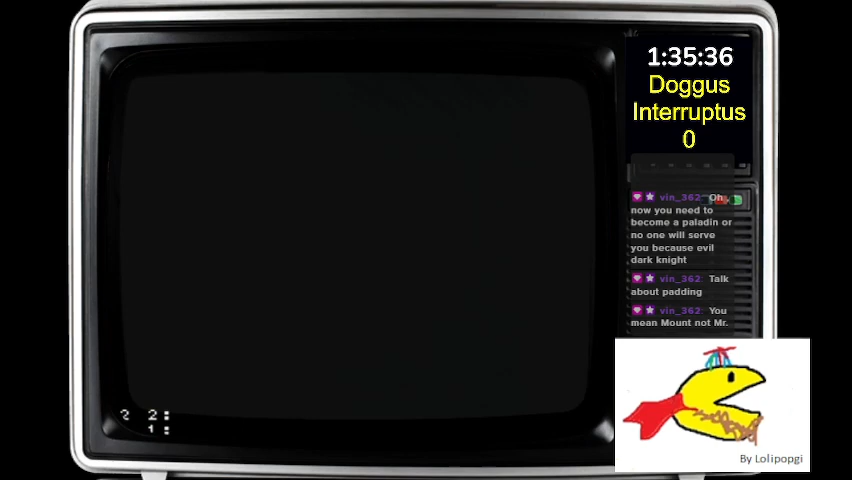 1:35:36
Doggus
Interruptus
0
vin_362: Oh
now you need to
become a paladin or
no one will serve
you because evil
dark knight
vin_362: Talk
about padding
vin_362: You
mean Mount not Mr.
2 2:
1:
By Lolipopgi